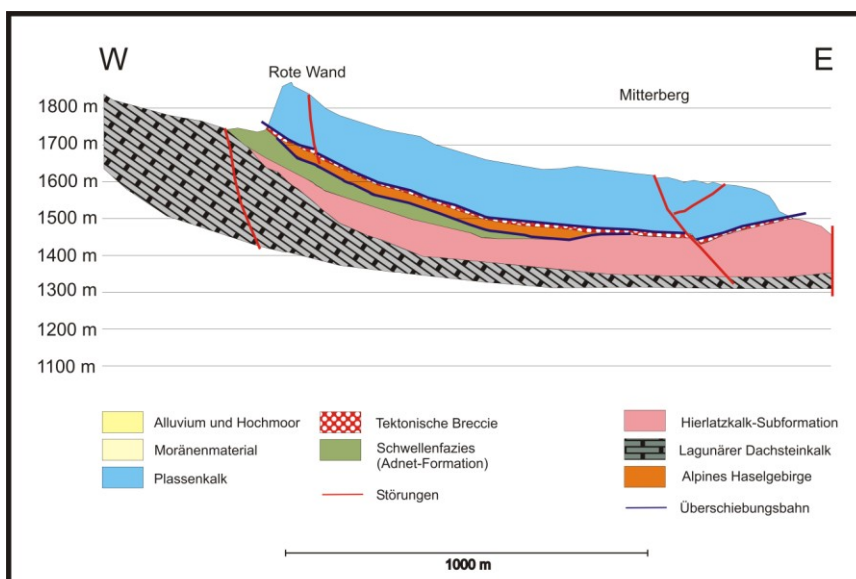 W
E
Rote Wand
Mitterberg
1800 m
1700 m
1600 m
1500 m
1400 m
1300 m
1200 m
1100 m
Alluvium und Hochmoor
Moränenmaterial
Plassenkalk
Tektonische Breccie
Schwellenfazies
(Adnet-Formation)
Störungen
Hierlatzkalk-Subformation
Lagunärer Dachsteinkalk
Alpines Haselgebirge
Überschiebungsbahn
1000 m